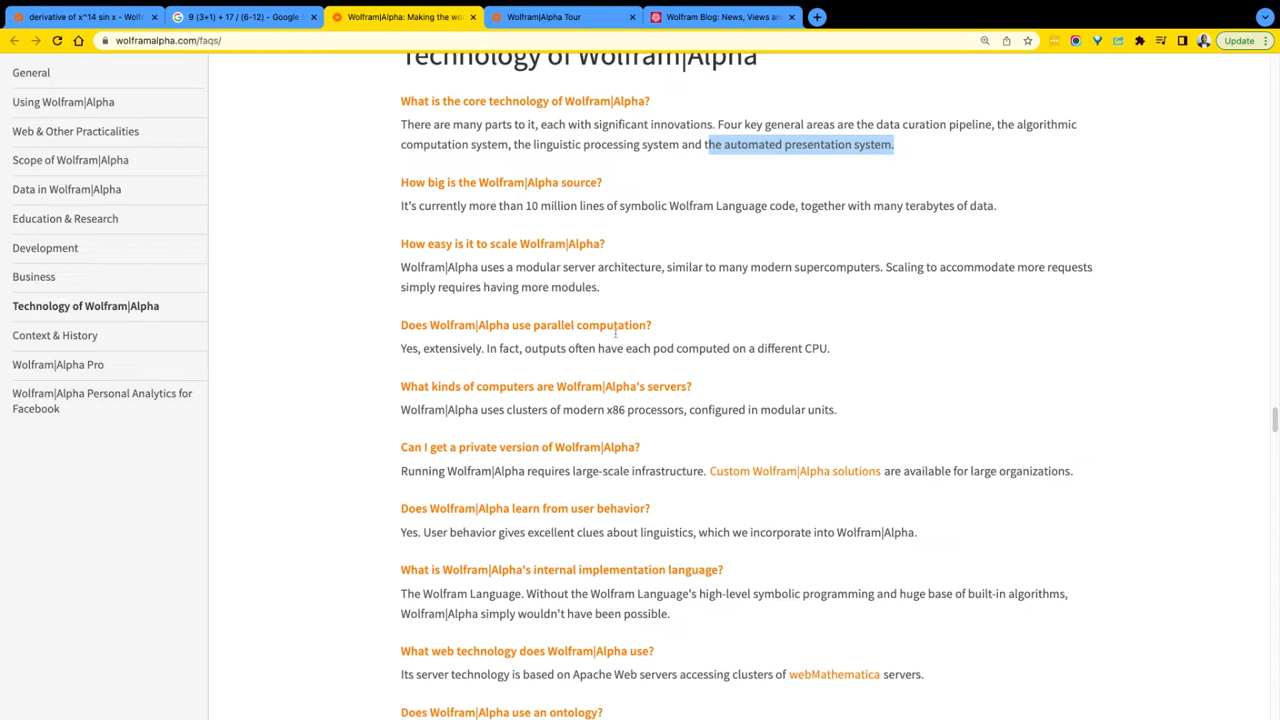 derivative of x^14 sin x - Wolfr
9 (3+1) + 17 / (6-12) - Google
Wolfram|Alpha: Making the wo
Wolfram|Alpha Tour
Wolfram Blog: News, Views an
wolframalpha.com/faqs/
Update
General
Using Wolfram|Alpha
Web & Other Practicalities
Scope of Wolfram|Alpha
Data in Wolfram|Alpha
Education & Research
Development
Business
Technology of Wolfram|Alpha
Context & History
Wolfram|Alpha Pro
Wolfram|Alpha Personal Analytics for
Facebook
Technology of Wolfram|Alpha
What is the core technology of Wolfram|Alpha?
There are many parts to it, each with significant innovations. Four key general areas are the data curation pipeline, the algorithmic
computation system, the linguistic processing system and the automated presentation system.
How big is the Wolfram|Alpha source?
It's currently more than 10 million lines of symbolic Wolfram Language code, together with many terabytes of data.
How easy is it to scale Wolfram|Alpha?
Wolfram|Alpha uses a modular server architecture, similar to many modern supercomputers. Scaling to accommodate more requests
simply requires having more modules.
Does Wolfram|Alpha use parallel computation?
Yes, extensively. In fact, outputs often have each pod computed on a different CPU.
What kinds of computers are Wolfram|Alpha's servers?
Wolfram|Alpha uses clusters of modern x86 processors, configured in modular units.
Can I get a private version of Wolfram|Alpha?
Running Wolfram|Alpha requires large-scale infrastructure. Custom Wolfram|Alpha solutions are available for large organizations.
Does Wolfram|Alpha learn from user behavior?
Yes. User behavior gives excellent clues about linguistics, which we incorporate into Wolfram|Alpha.
What is Wolfram|Alpha's internal implementation language?
The Wolfram Language. Without the Wolfram Language's high-level symbolic programming and huge base of built-in algorithms,
Wolfram|Alpha simply wouldn't have been possible.
What web technology does Wolfram|Alpha use?
Its server technology is based on Apache Web servers accessing clusters of webMathematica servers.
Does Wolfram|Alpha use an ontology?